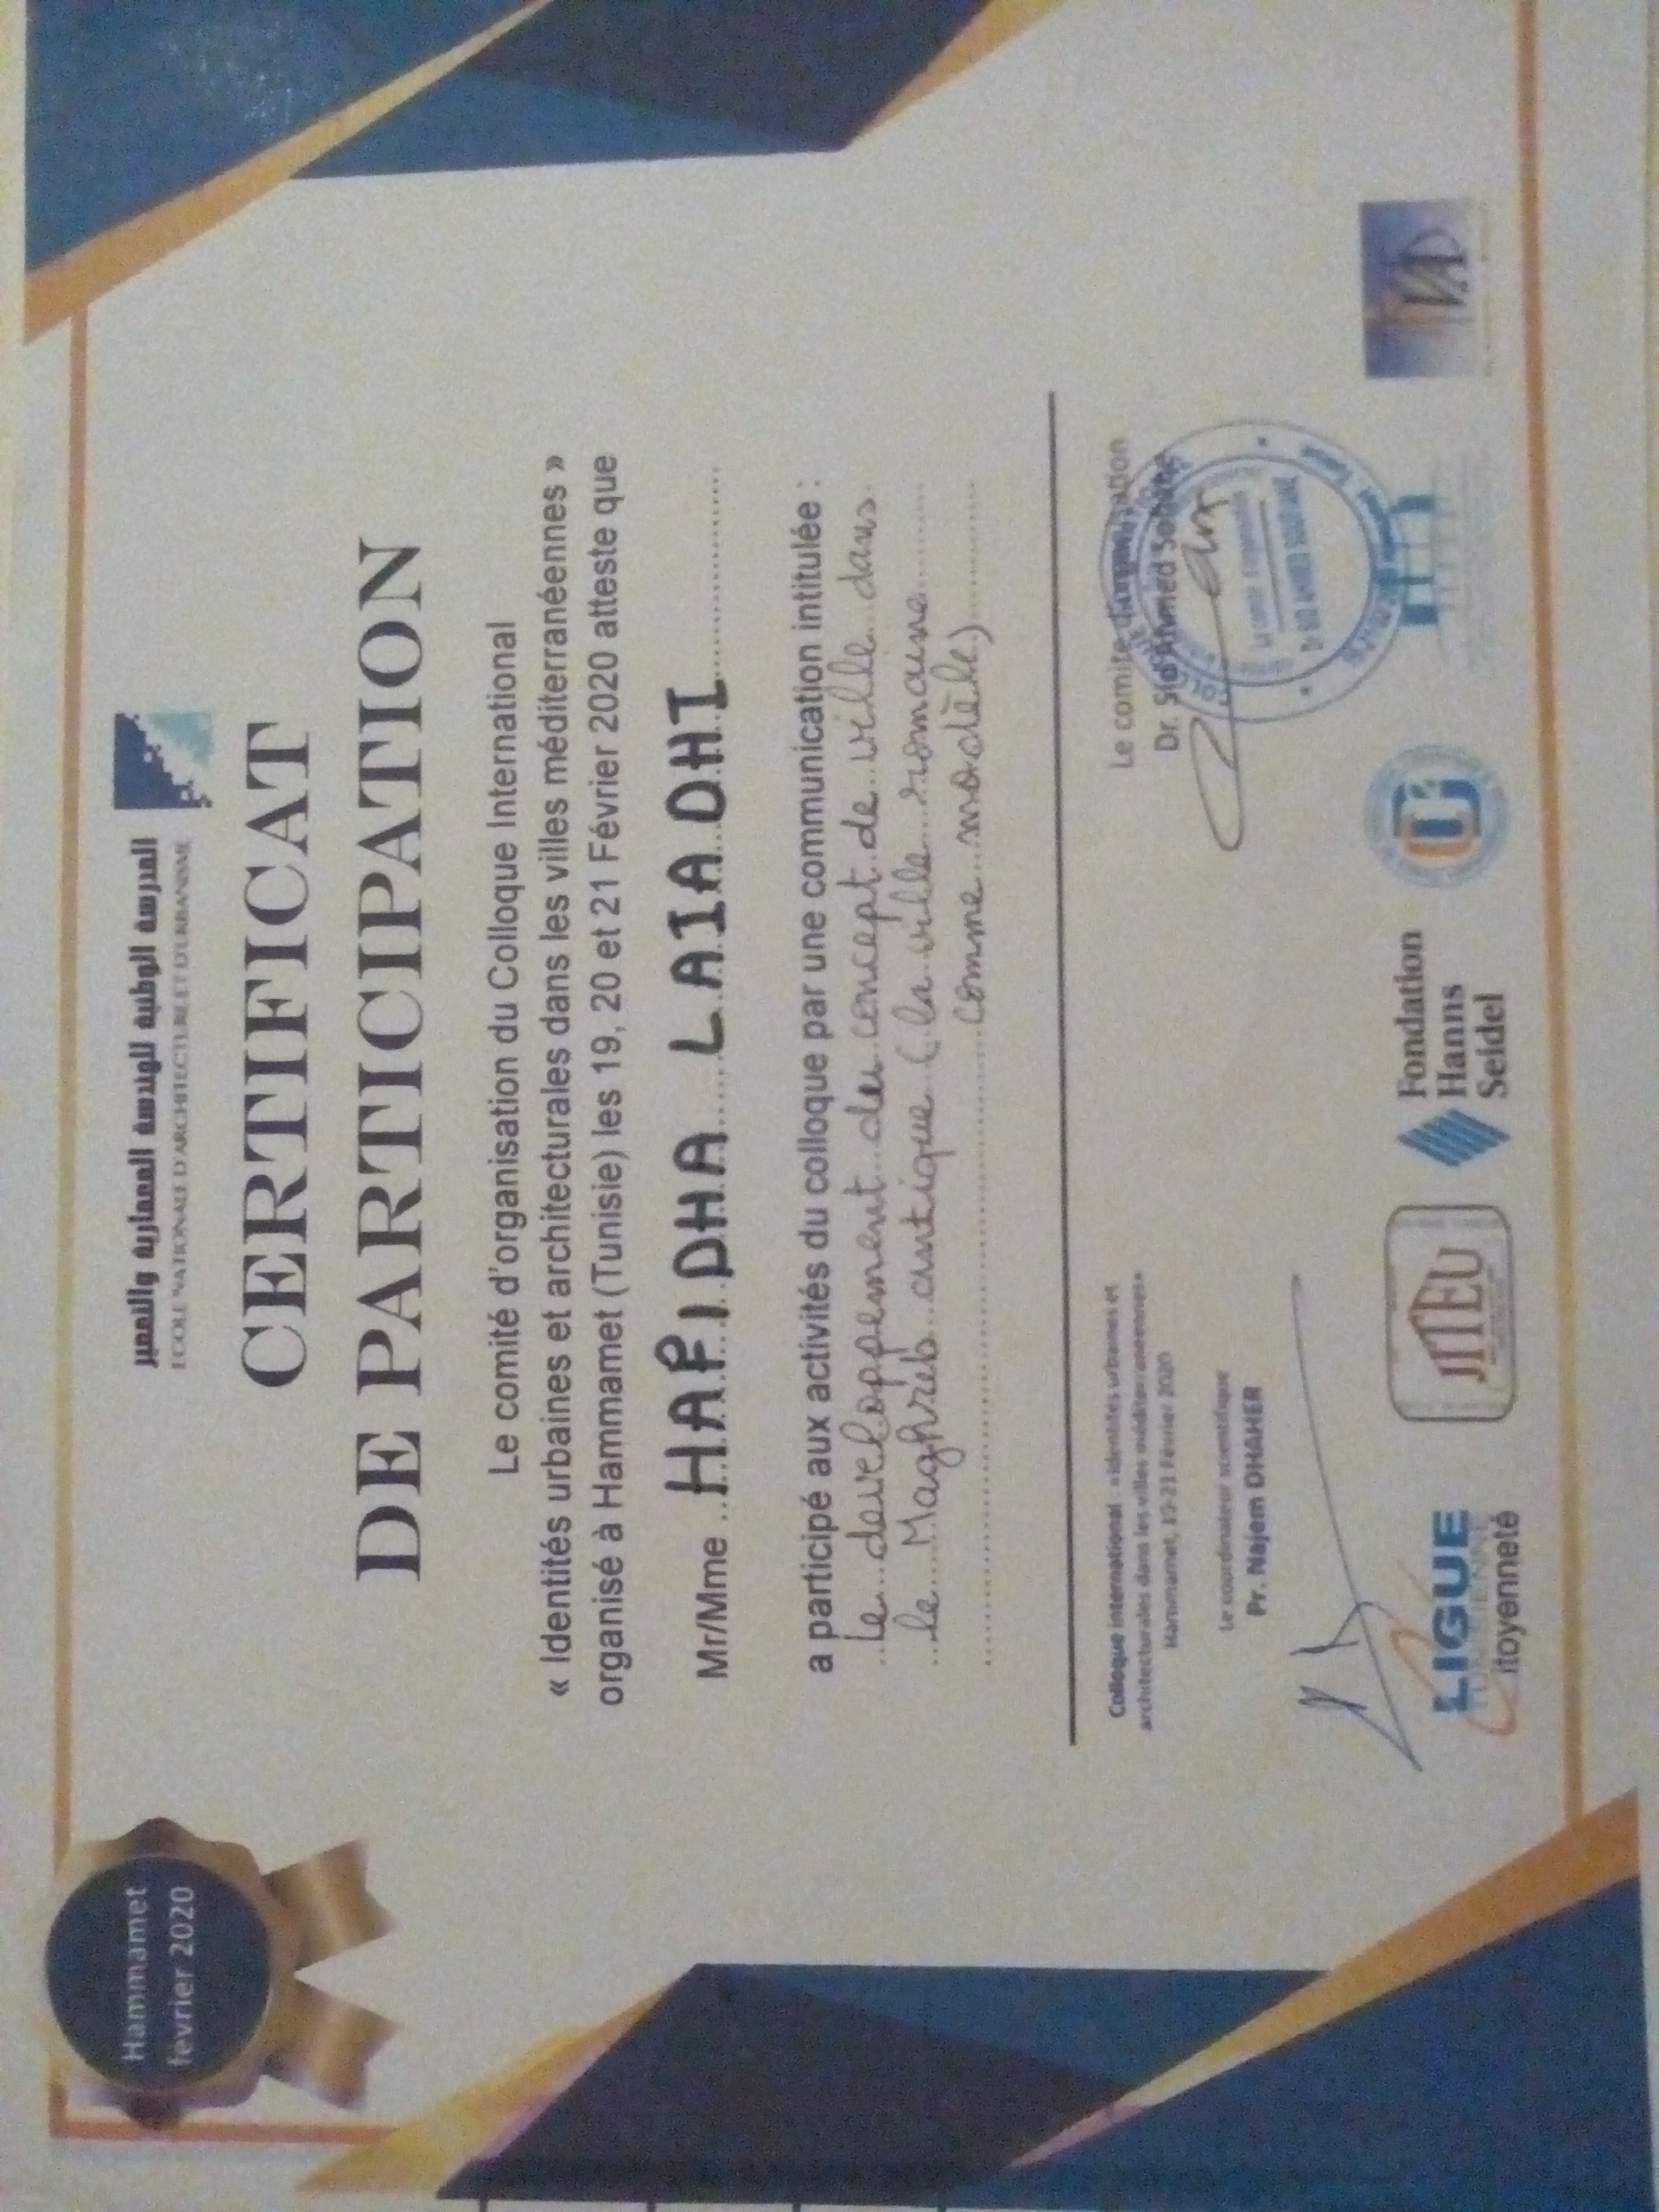 Hammamet
fevrier 2020
المدرسة الوطنية للهندسة المعمارية والتعمير
ECOLE NATIONALE D'ARCHITECTURE ET D'URBANISME
CERTIFICAT
DE PARTICIPATION
Le comité d'organisation du Colloque International
« Identités urbaines et architecturales dans les villes méditerranéennes »
organisé à Hammamet (Tunisie) les 19, 20 et 21 Février 2020 atteste que
Mr/Mme HAFIDHA LAIADHI
a participé aux activités du colloque par une communication intitulée :
Le developpement du concept de ville dans
le Maghreb antique (la ville romaine
comme modèle)
Colloque international : «Identités urbaines et
architecturales dans les villes méditerranéennes»
Hammamet, 19-21 Février 2020
Le coordinateur scientifique
Pr. Najem DHAHER
Le comité d'organisation
Dr. Sid Ahmed
LIGUE
itoyenneté
JITEU
Fondation
Hanns
Seidel